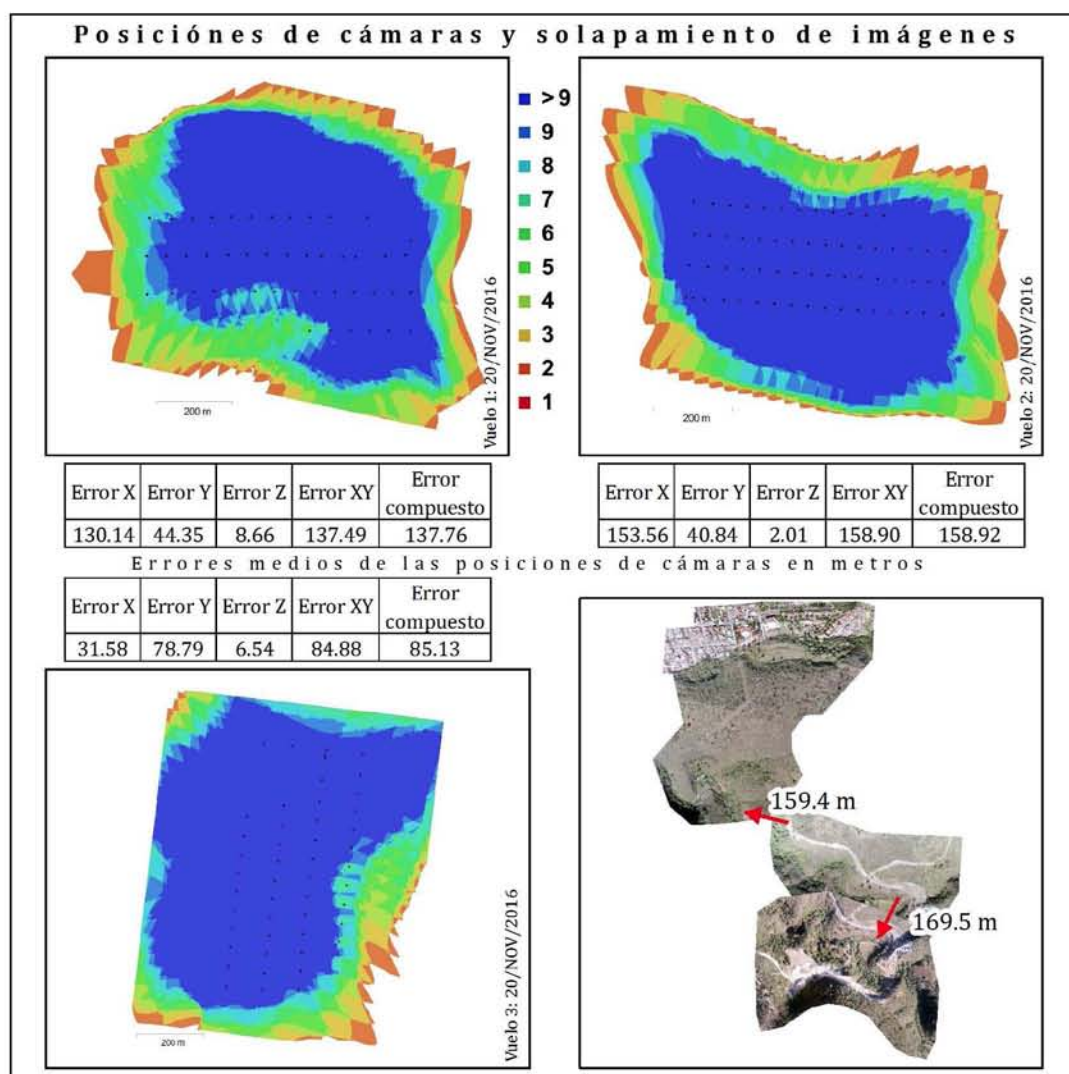 Posiciónes de cámaras y solapamiento de imágenes
> 9
9
8
7
6
5
4
3
2
1
200 m
Vuelo 1: 20/NOV/2016
200 m
Vuelo 2: 20/NOV/2016
Error X Error Y Error Z Error XY Error compuesto
130.14 44.35 8.66 137.49 137.76
Error X Error Y Error Z Error XY Error compuesto
153.56 40.84 2.01 158.90 158.92
Errores medios de las posiciones de cámaras en metros
Error X Error Y Error Z Error XY Error compuesto
31.58 78.79 6.54 84.88 85.13
200 m
Vuelo 3: 20/NOV/2016
159.4 m
169.5 m